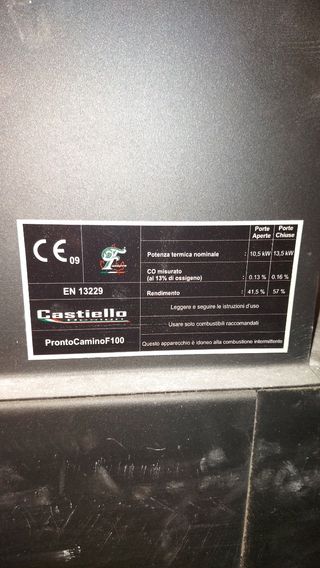 CE 09
EN 13229
Castiello
ProntoCaminoF100
Porte Aperte
Porte Chiuse
Potenza termica nominale : 10,5 kW 13,5 kW
CO misurato
(al 13% di ossigeno) : 0.13 % 0.16 %
Rendimento : 41,5 % 57 %
Leggere e seguire le istruzioni d'uso
Usare solo combustibili raccomandati
Questo apparecchio è idoneo alla combustione intermittente